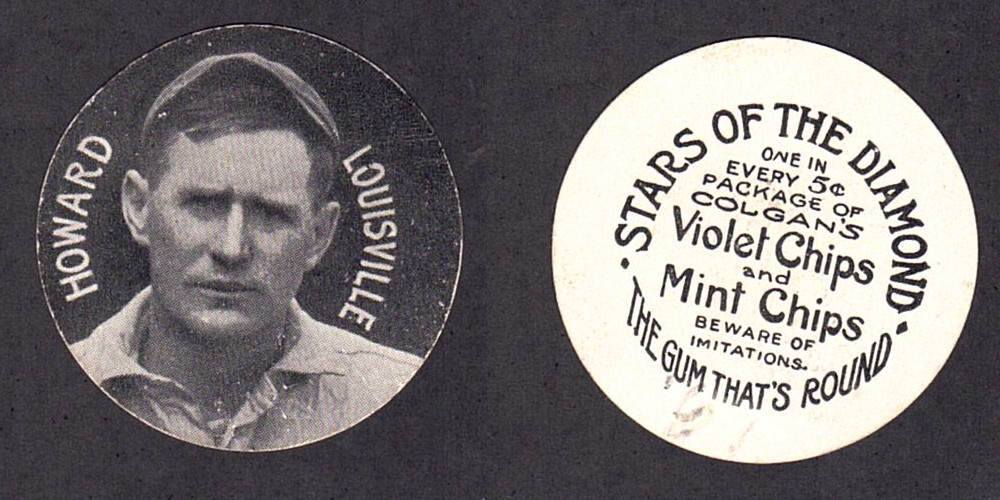 HOWARD
LOUISVILLE
STARS OF THE DIAMOND.
ONE IN
EVERY 5¢
PACKAGE OF
COLGAN'S
Violet Chips
and
Mint Chips
BEWARE OF
IMITATIONS.
· THE GUM THAT'S ROUND ·